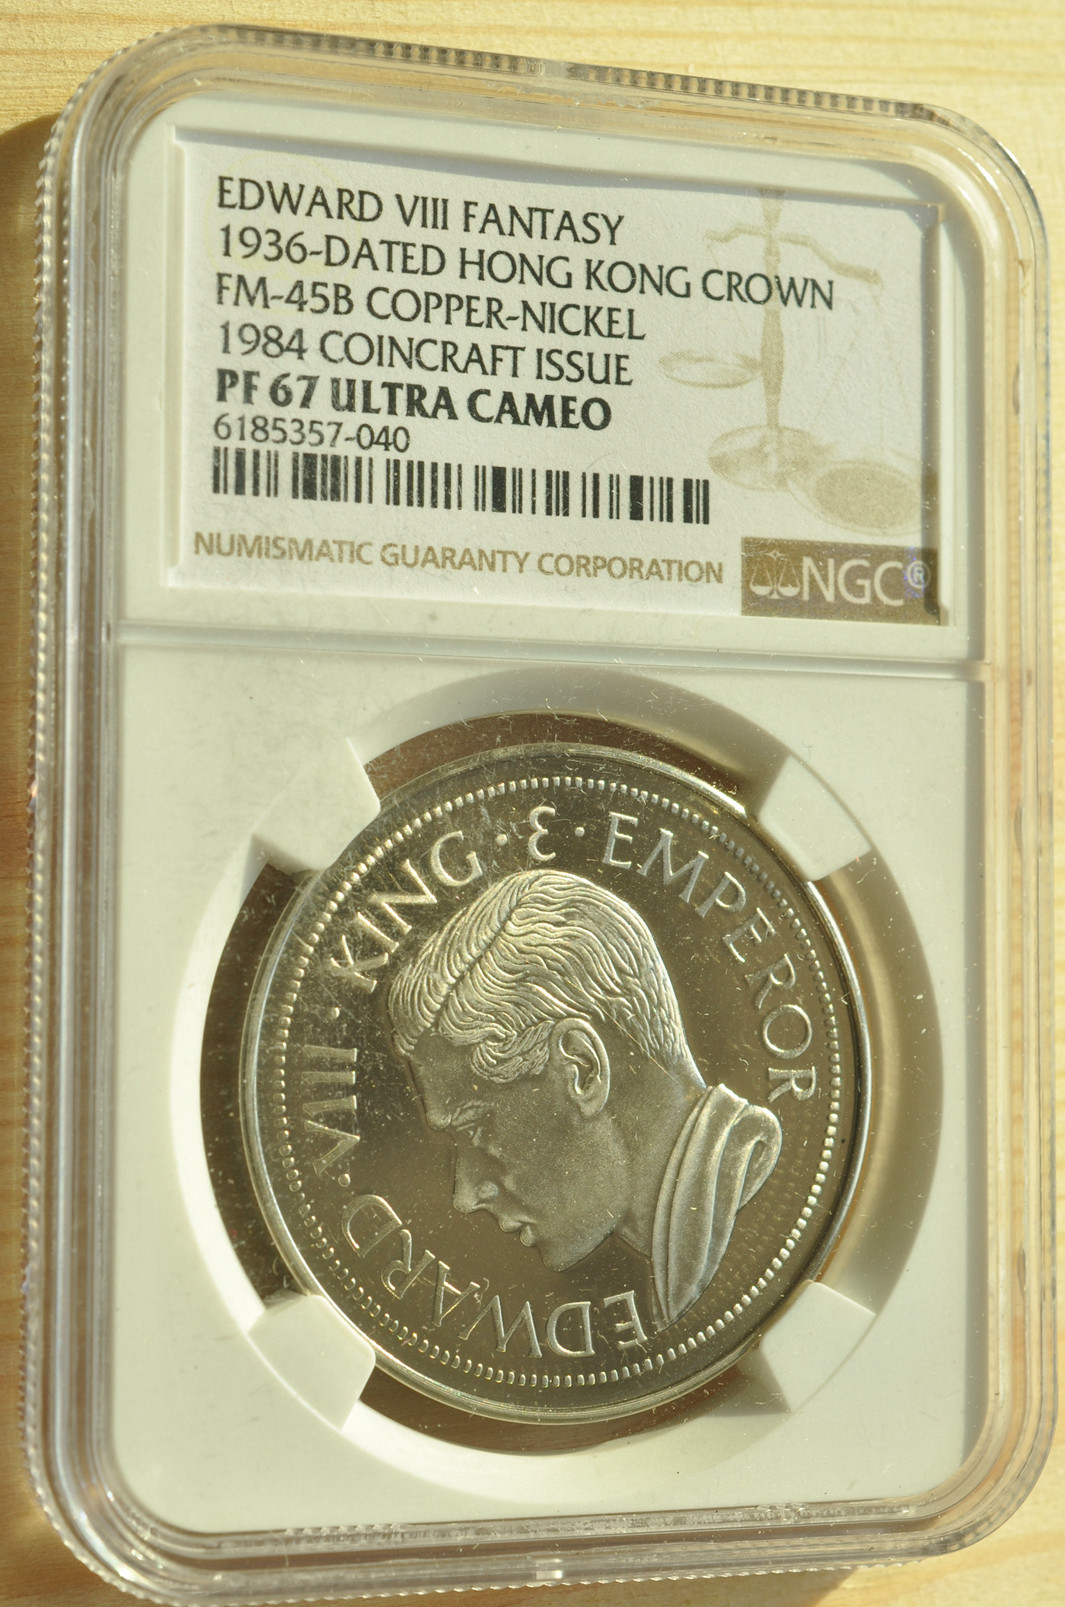 EDWARD VIII FANTASY
1936-DATED HONG KONG CROWN
FM-45B COPPER-NICKEL
1984 COINCRAFT ISSUE
PF 67 ULTRA CAMEO
6185357-040
NUMISMATIC GUARANTY CORPORATION
NGC®
EDWARD · VIII · KING · & · EMPEROR